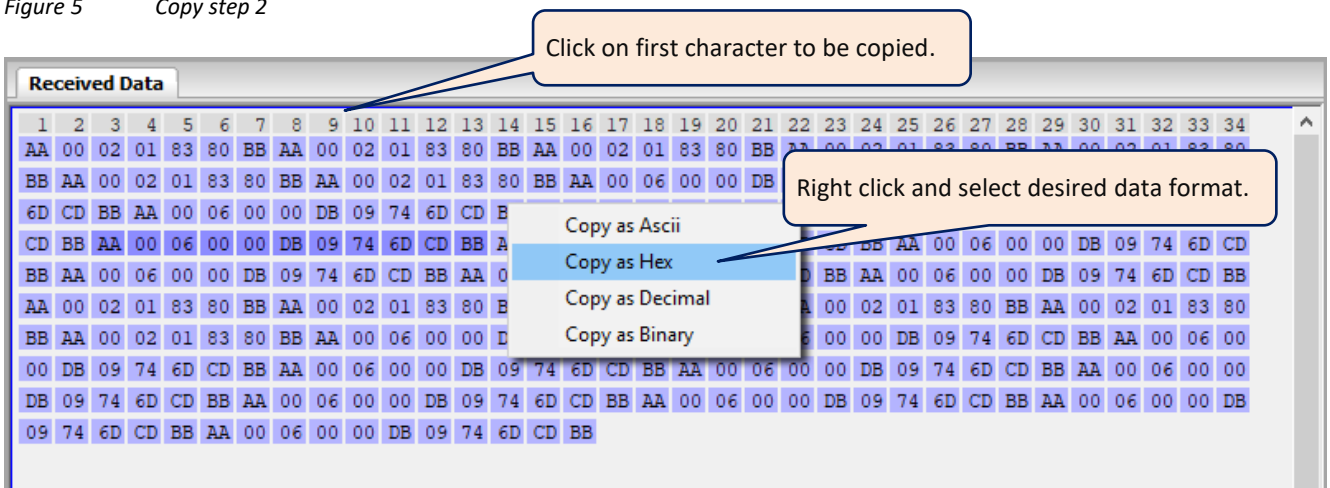 Figure 5 Copy step 2
Click on first character to be copied.
Received Data
1 2 3 4 5 6 7 8 9 10 11 12 13 14 15 16 17 18 19 20 21 22 23 24 25 26 27 28 29 30 31 32 33 34
AA 00 02 01 83 80 BB AA 00 02 01 83 80 BB AA 00 02 01 83 80 BB AA 00 02 01 83 80 BB AA 00 02 01 83 80
BB AA 00 02 01 83 80 BB AA 00 02 01 83 80 BB AA 00 06 00 00 DB
Right click and select desired data format.
6D CD BB AA 00 06 00 00 DB 09 74 6D CD
Copy as Ascii
CD BB AA 00 06 00 00 DB 09 74 6D CD BB BB AA 00 06 00 00 DB 09 74 6D CD
Copy as Hex
BB AA 00 06 00 00 DB 09 74 6D CD BB AA BB AA 00 06 00 00 DB 09 74 6D CD BB
Copy as Decimal
AA 00 02 01 83 80 BB AA 00 02 01 83 80 00 02 01 83 80 BB AA 00 02 01 83 80
Copy as Binary
BB AA 00 02 01 83 80 BB AA 00 06 00 00 00 00 DB 09 74 6D CD BB AA 00 06 00
00 DB 09 74 6D CD BB AA 00 06 00 00 DB 09 74 6D CD BB AA 00 06 00 00 DB 09 74 6D CD BB AA 00 06 00 00
DB 09 74 6D CD BB AA 00 06 00 00 DB 09 74 6D CD BB AA 00 06 00 00 DB 09 74 6D CD BB AA 00 06 00 00 DB
09 74 6D CD BB AA 00 06 00 00 DB 09 74 6D CD BB